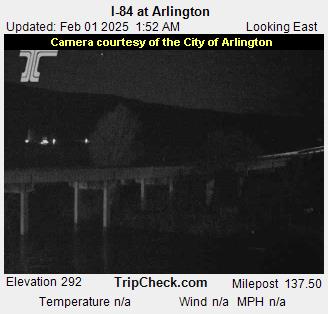 I-84 at Arlington
Updated: Feb 01 2025 1:52 AM Looking East
Camera courtesy of the City of Arlington
Elevation 292 TripCheck.com Milepost 137.50
Temperature n/a Wind n/a MPH n/a